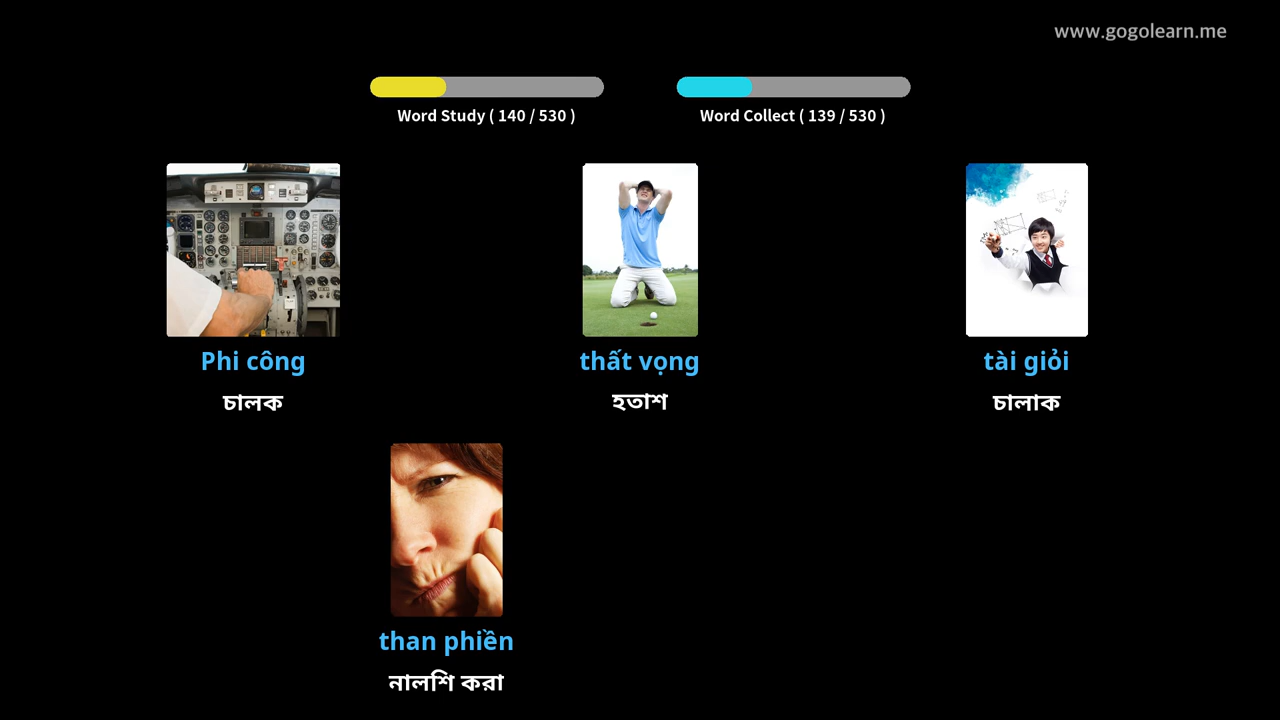 www.gogolearn.me
Word Study ( 140 / 530 )
Word Collect ( 139 / 530 )
Phi công
thất vọng
tài giỏi
চালক
হতাশ
চালাক
than phiền
নালশি করা